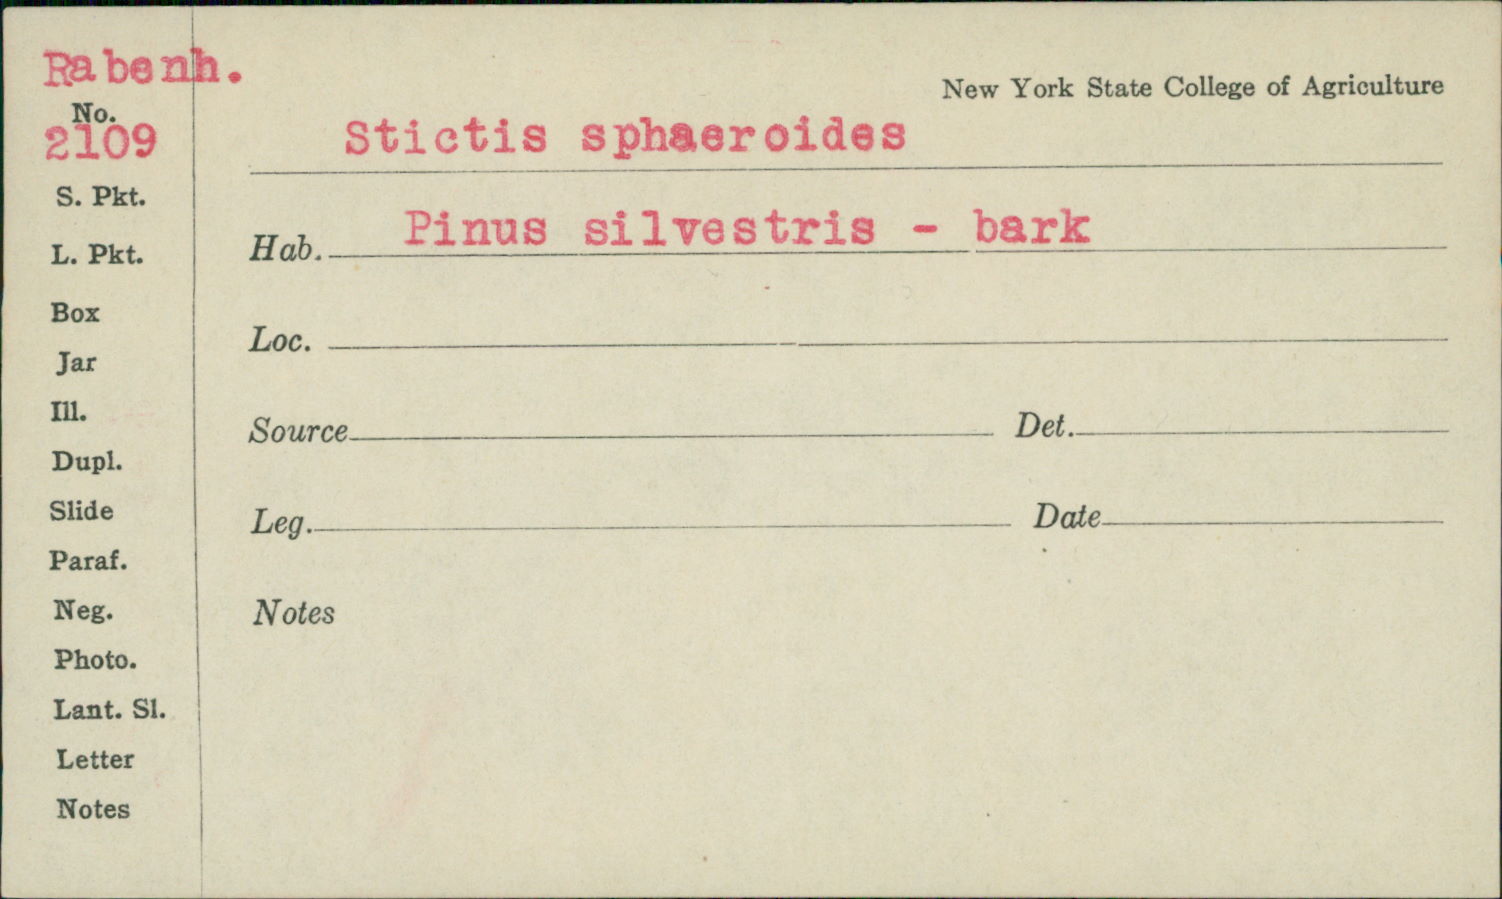 Rabenh.
No.
2109
S. Pkt.
L. Pkt.
Box
Jar
Ill.
Dupl.
Slide
Paraf.
Neg.
Photo.
Lant. Sl.
Letter
Notes
New York State College of Agriculture
Stictis sphaeroides
Hab. Pinus silvestris - bark
Loc.
Source Det.
Leg. Date
Notes